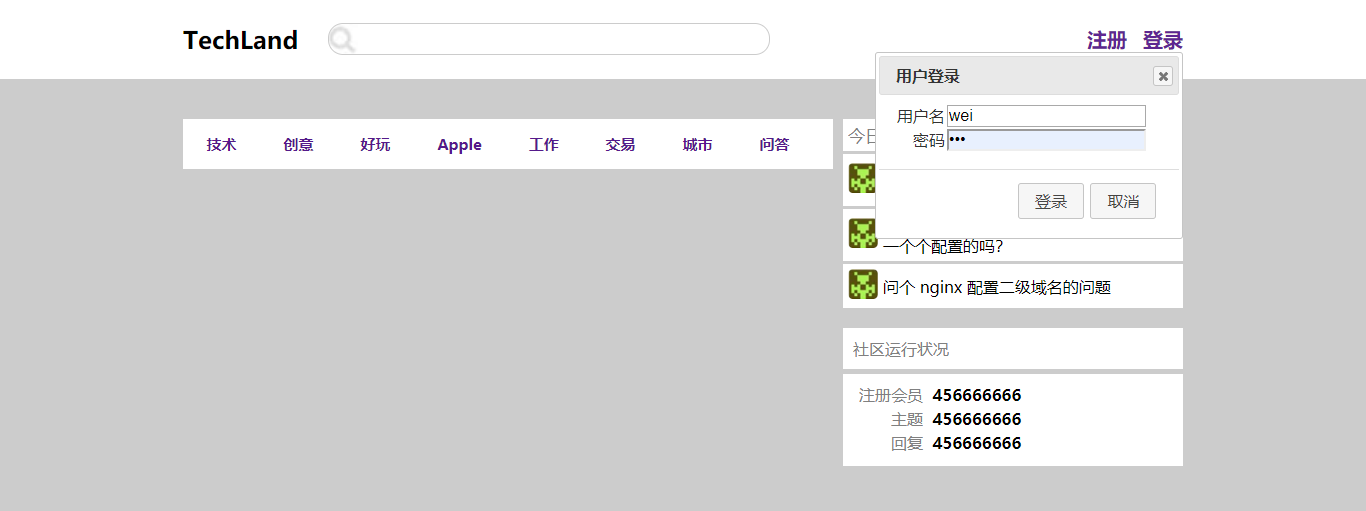 TechLand
注册 登录
用户登录
用户名 wei
密码 •••
登录 取消
技术 创意 好玩 Apple 工作 交易 城市 问答
今日
一个个配置的吗?
问个 nginx 配置二级域名的问题
社区运行状况
注册会员 456666666
主题 456666666
回复 456666666